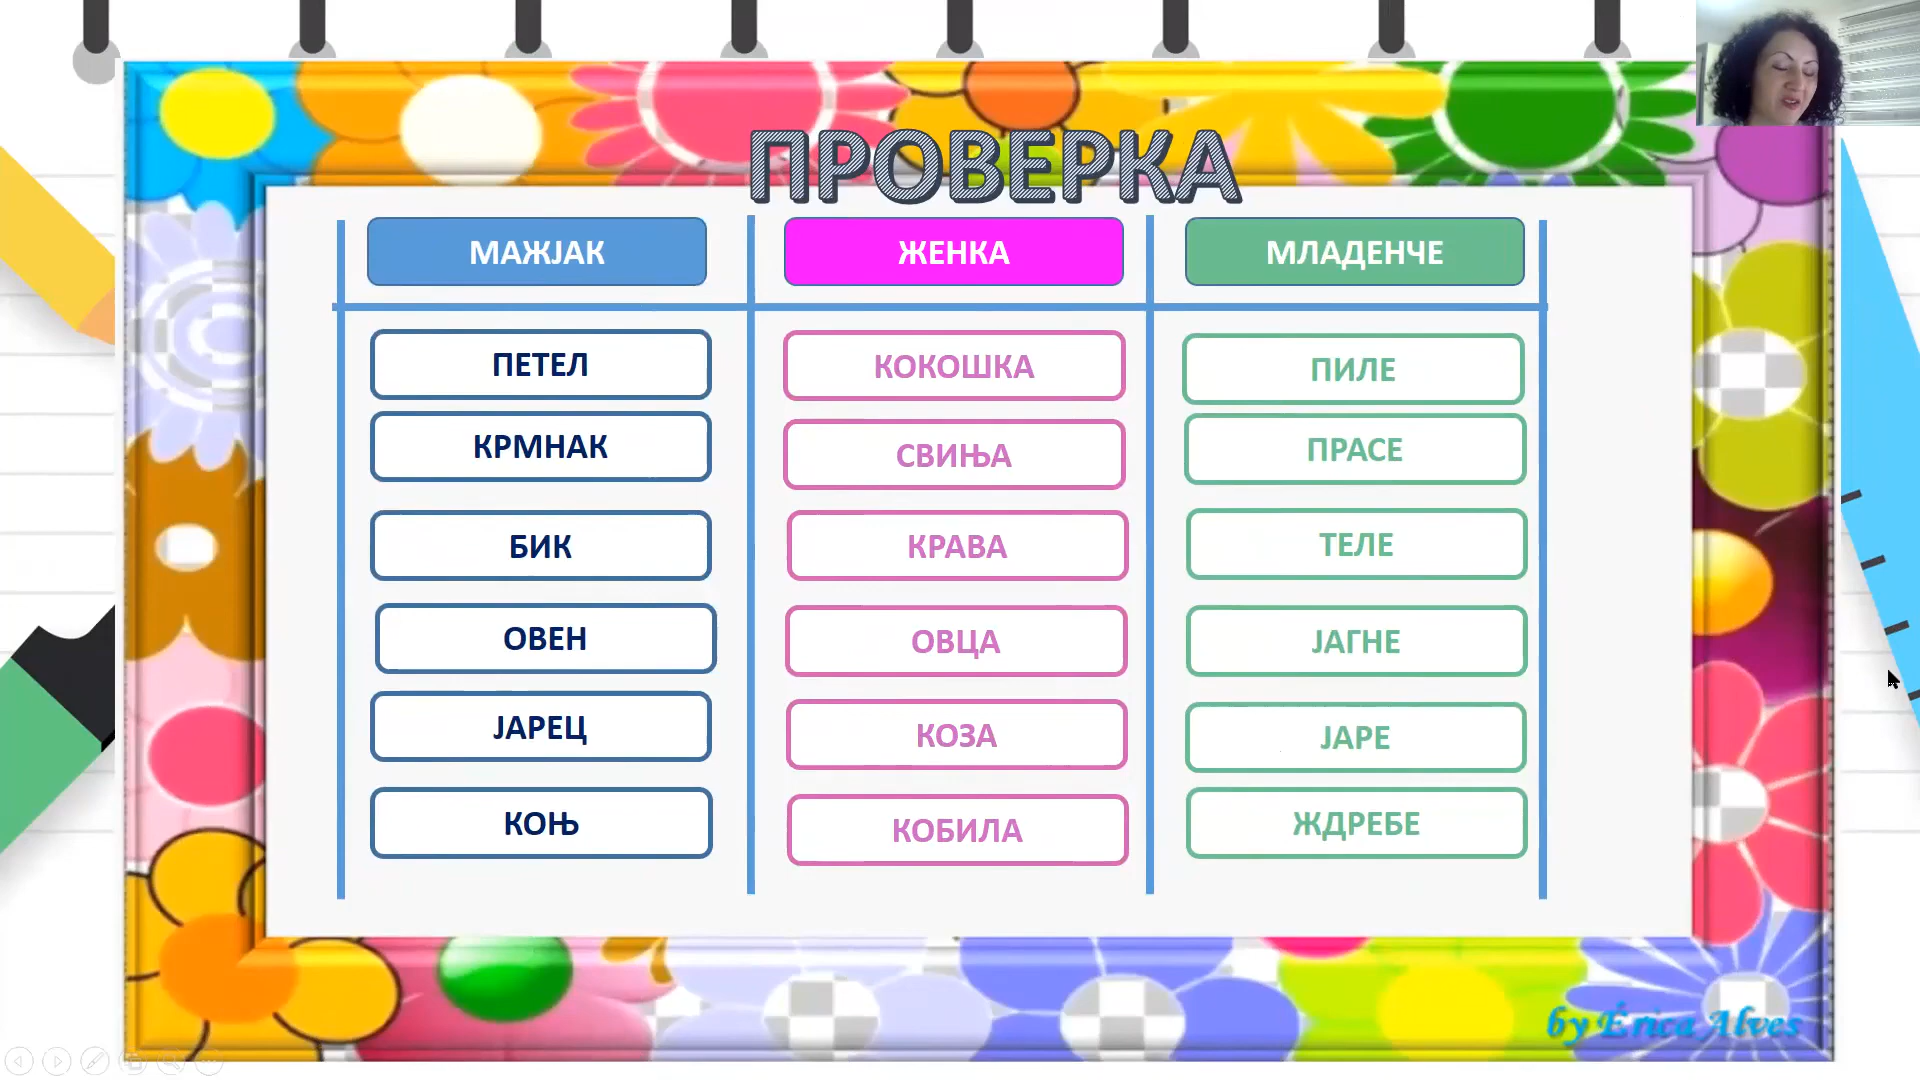 ПРОВЕРКА
МАЖЈАК ЖЕНКА МЛАДЕНЧЕ
ПЕТЕЛ КОКОШКА ПИЛЕ
КРМНАК СВИЊА ПРАСЕ
БИК КРАВА ТЕЛЕ
ОВЕН ОВЦА ЈАГНЕ
ЈАРЕЦ КОЗА ЈАРЕ
КОЊ КОБИЛА ЖДРЕБЕ
by Érica Alves